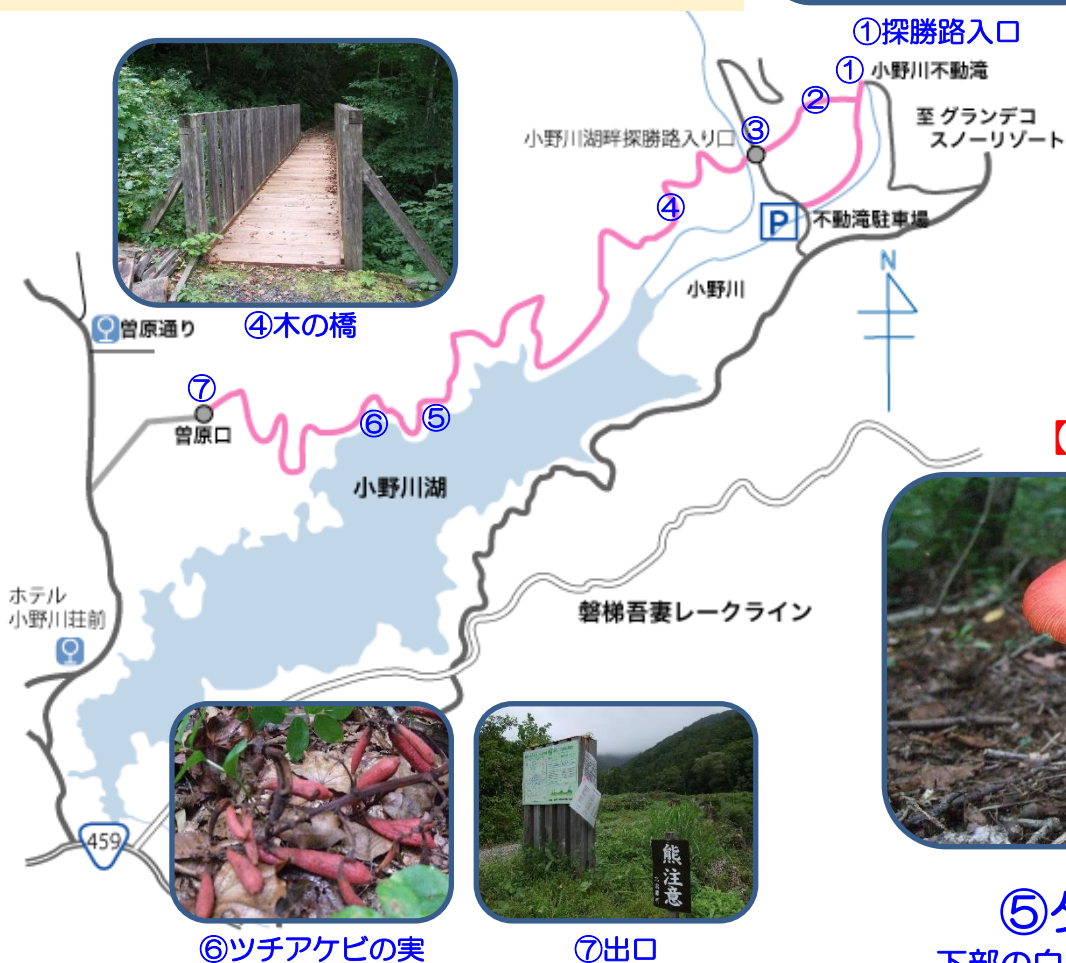 ①探勝路入口
① 小野川不動滝
②
至 グランデコ
スノーリゾート
③
小野川湖畔探勝路入り口
④
P 不動滝駐車場
N
小野川
④木の橋
曽原通り
⑦
曽原口
⑥
⑤
小野川湖
【
ホテル
小野川荘前
磐梯吾妻レークライン
459
熊注意
⑥ツチアケビの実
⑦出口
⑤
下部の白